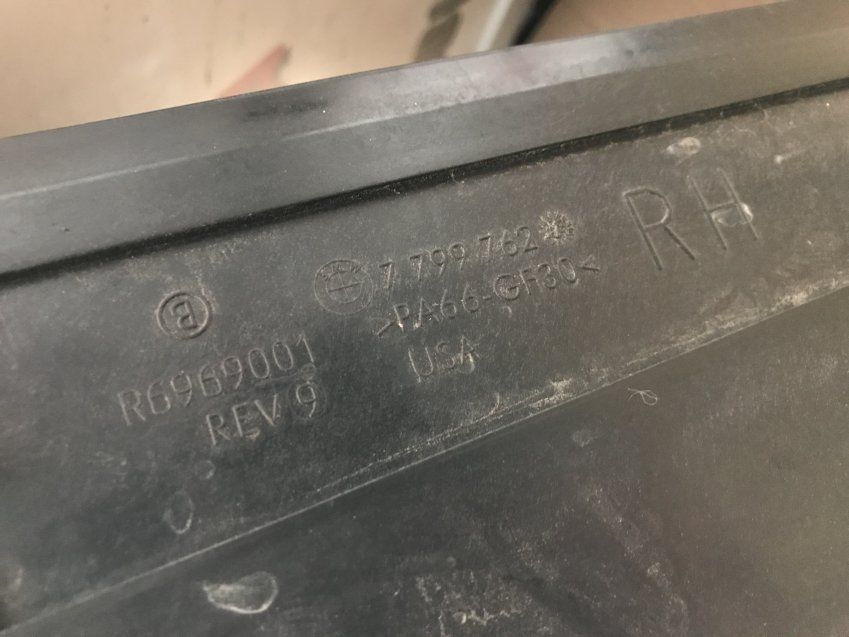 RH
7 799 762
>PA66-GF30<
USA
B
R6969001
REV 9